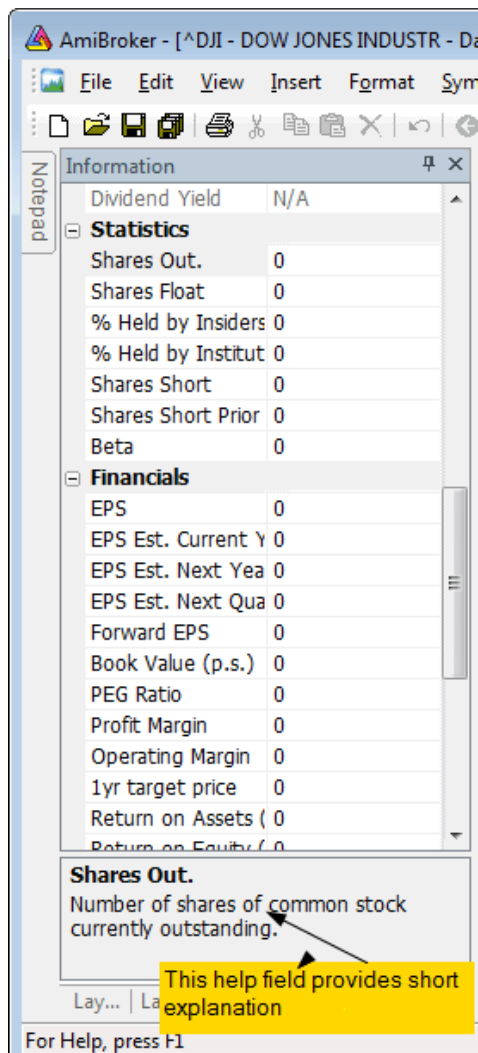 AmiBroker - [^DJI - DOW JONES INDUSTR - Da
File Edit View Insert Format Sym
Notepad
Information
Dividend Yield N/A
Statistics
Shares Out. 0
Shares Float 0
% Held by Insiders 0
% Held by Institut 0
Shares Short 0
Shares Short Prior 0
Beta 0
Financials
EPS 0
EPS Est. Current Y 0
EPS Est. Next Yea 0
EPS Est. Next Qua 0
Forward EPS 0
Book Value (p.s.) 0
PEG Ratio 0
Profit Margin 0
Operating Margin 0
1yr target price 0
Return on Assets ( 0
Return on Equity ( 0
Shares Out.
Number of shares of common stock
currently outstanding.
This help field provides short
explanation
Lay... | La
For Help, press F1